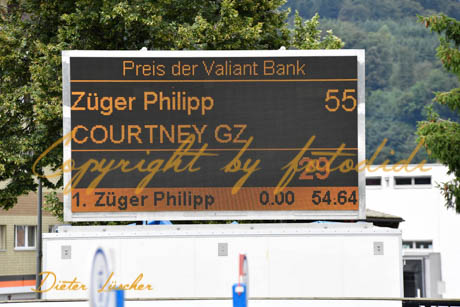 Preis der Valiant Bank
Züger Philipp 55
COURTNEY GZ
Copyright by fotodidi
29
1. Züger Philipp 0.00 54.64
Dieter Lüscher